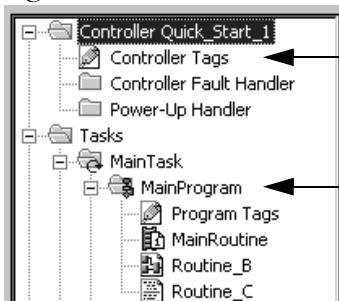 Controller Quick_Start_1
Controller Tags
Controller Fault Handler
Power-Up Handler
Tasks
MainTask
MainProgram
Program Tags
MainRoutine
Routine_B
Routine_C